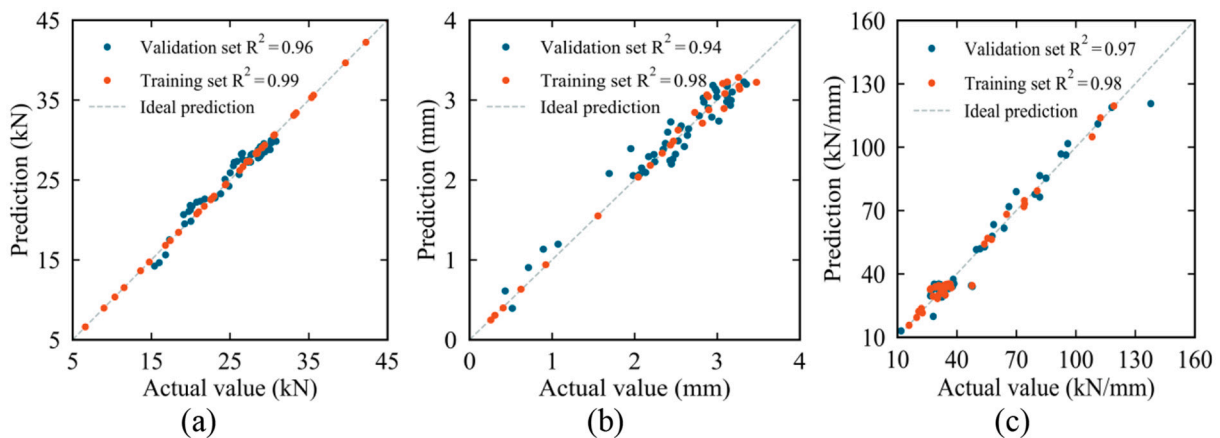 45
35
25
15
5
5
15
25
35
45
Prediction (kN)
Actual value (kN)
Validation set R² = 0.96
Training set R² = 0.99
Ideal prediction
(a)
4
3
2
1
0
0
1
2
3
4
Prediction (mm)
Actual value (mm)
Validation set R² = 0.94
Training set R² = 0.98
Ideal prediction
(b)
160
130
100
70
40
10
10
40
70
100
130
160
Prediction (kN/mm)
Actual value (kN/mm)
Validation set R² = 0.97
Training set R² = 0.98
Ideal prediction
(c)